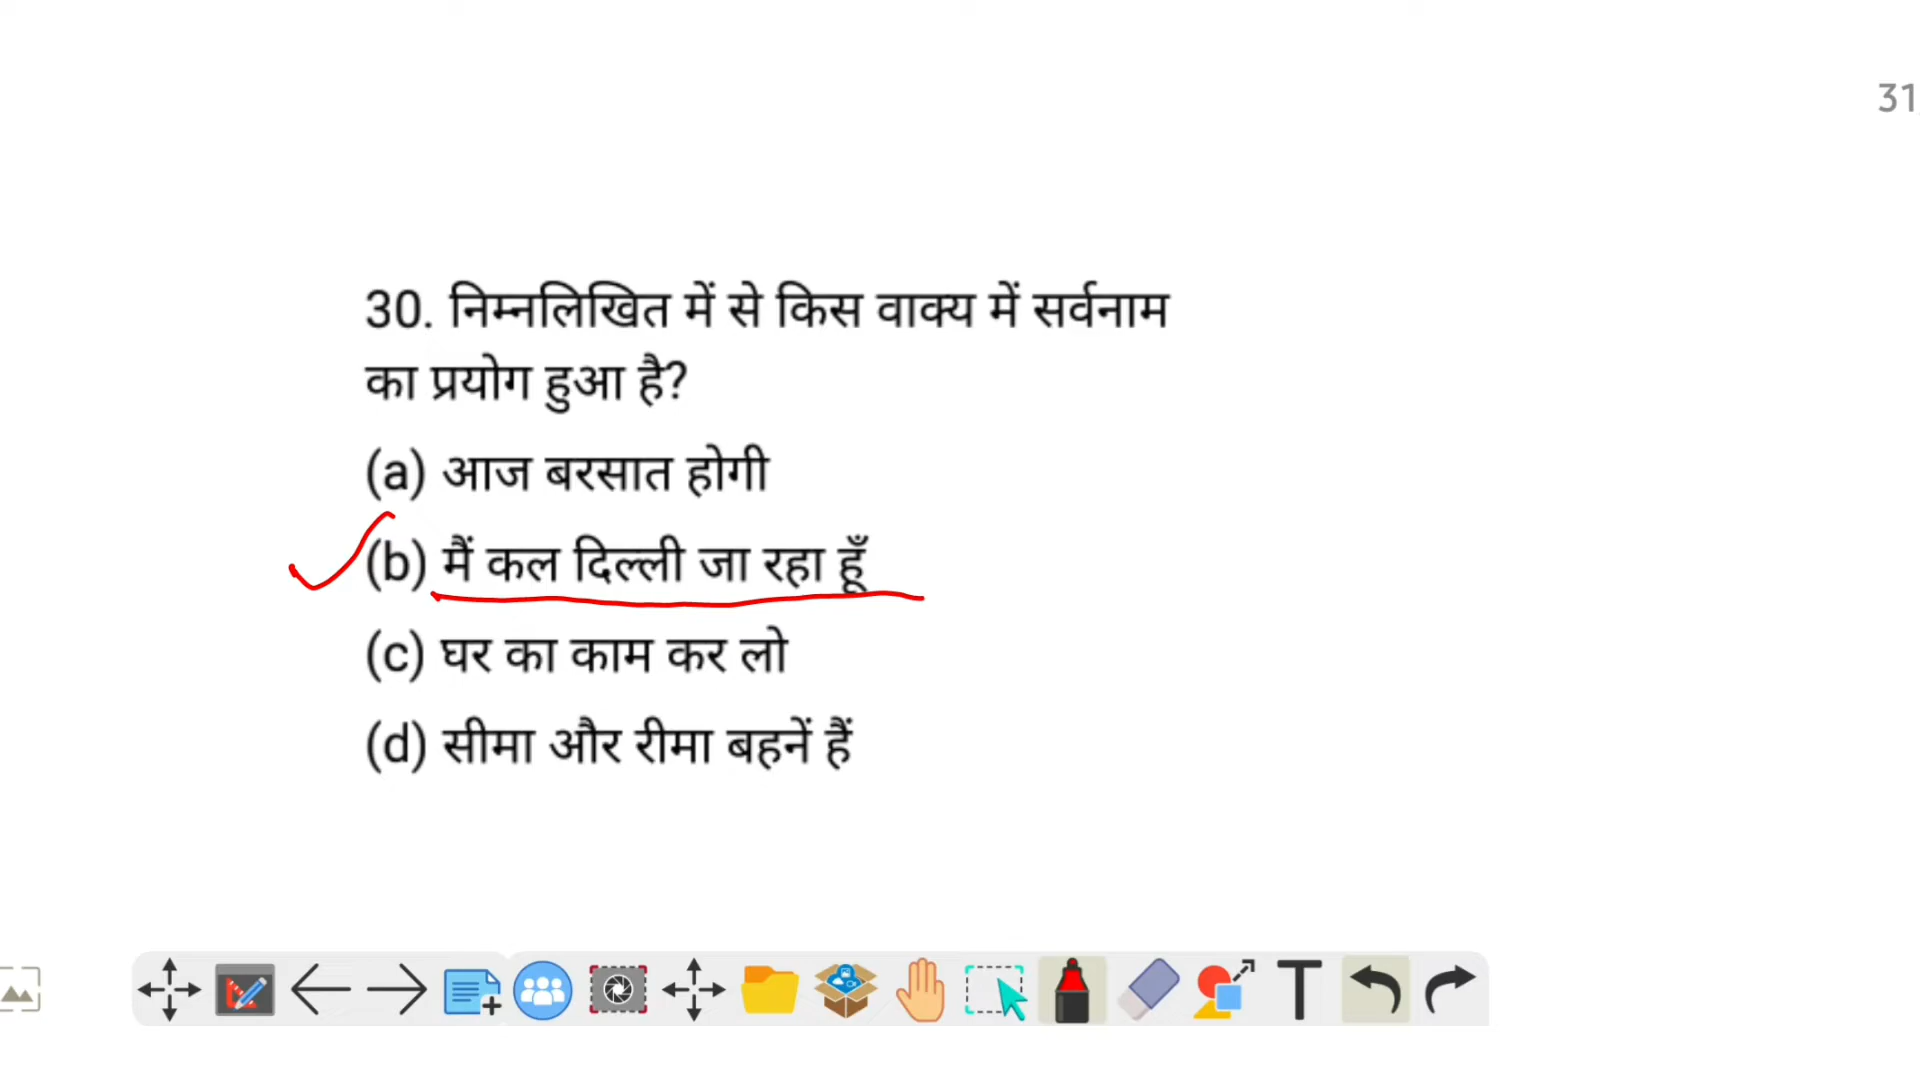 31
30. निम्नलिखित में से किस वाक्य में सर्वनाम
का प्रयोग हुआ है?
(a) आज बरसात होगी
(b) मैं कल दिल्ली जा रहा हूँ
(c) घर का काम कर लो
(d) सीमा और रीमा बहनें हैं
T